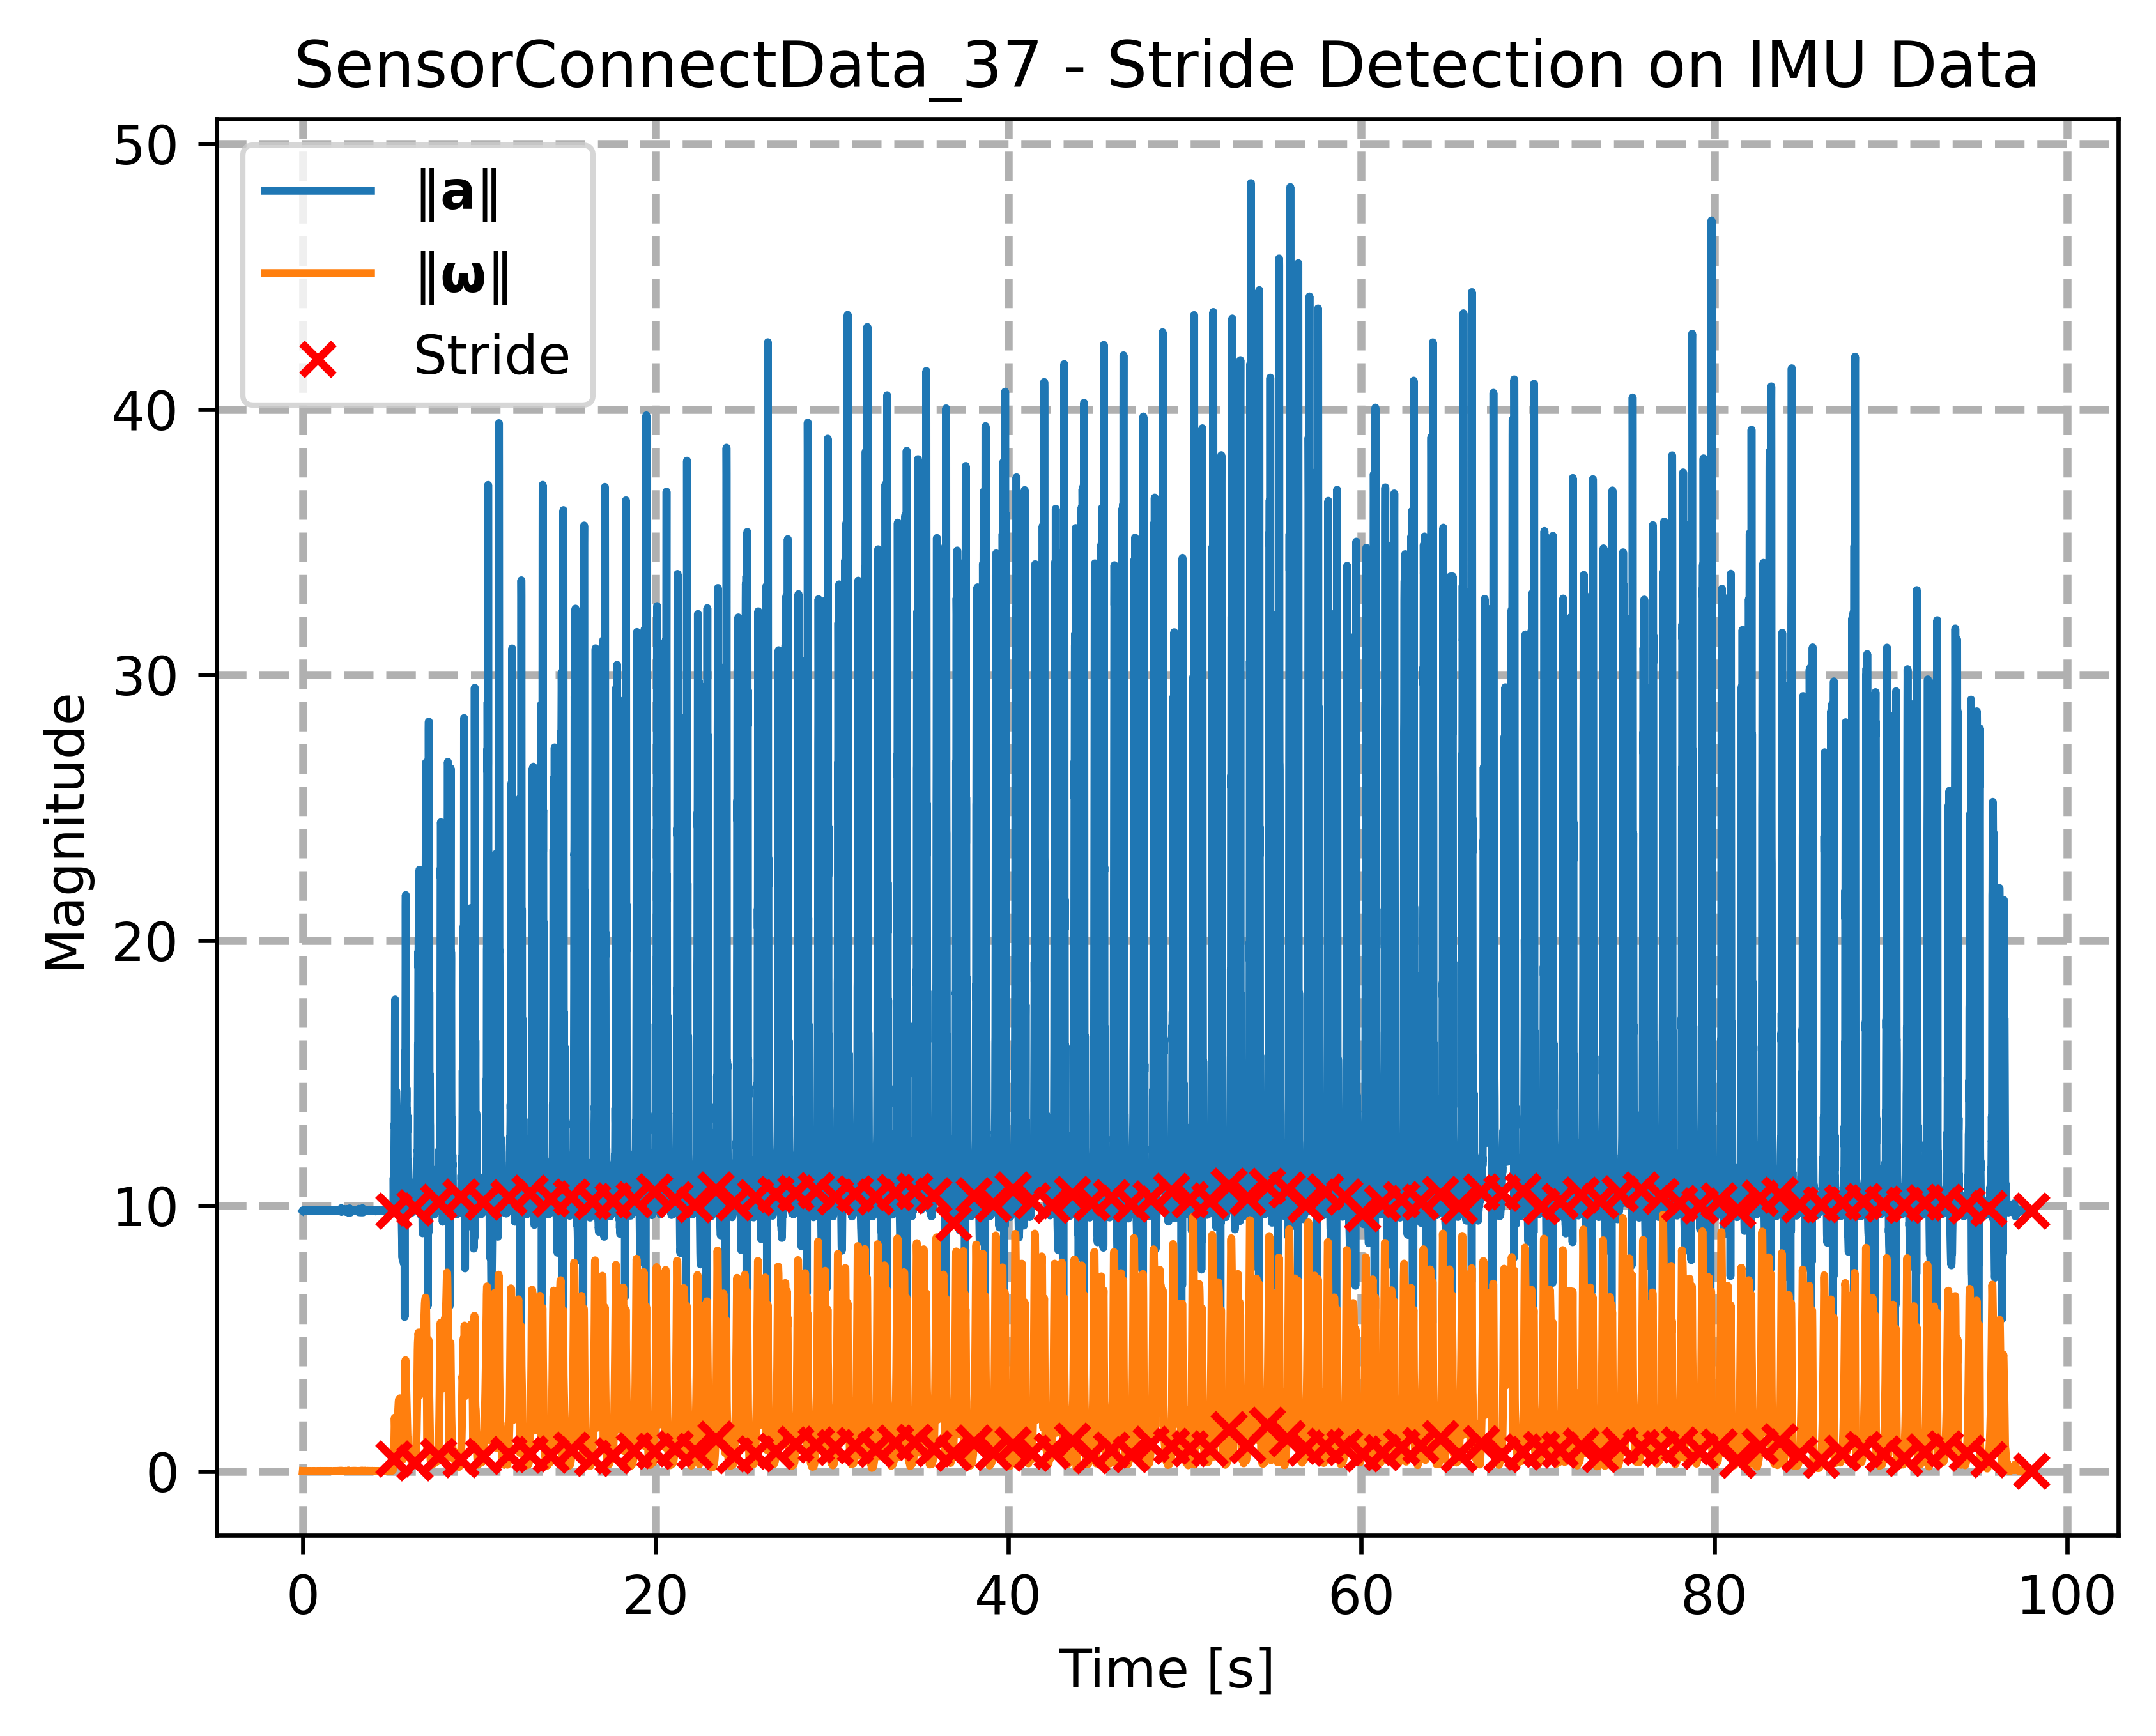 SensorConnectData_37 - Stride Detection on IMU Data
50
40
30
20
10
0
Magnitude
‖a‖
‖ω‖
Stride
0 20 40 60 80 100
Time [s]